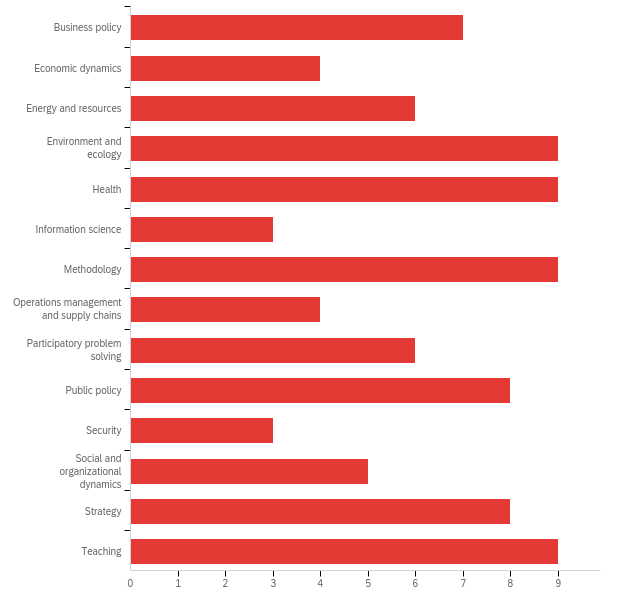 Business policy
Economic dynamics
Energy and resources
Environment and
ecology
Health
Information science
Methodology
Operations management
and supply chains
Participatory problem
solving
Public policy
Security
Social and
organizational
dynamics
Strategy
Teaching
0 1 2 3 4 5 6 7 8 9